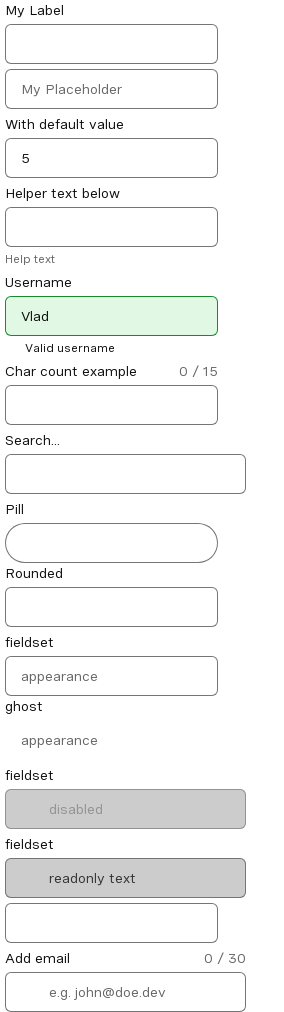 My Label
My Placeholder
With default value
5
Helper text below
Help text
Username
Vlad
Valid username
Char count example 0 / 15
Search...
Pill
Rounded
fieldset
appearance
ghost
appearance
fieldset
disabled
fieldset
readonly text
Add email 0 / 30
e.g. john@doe.dev